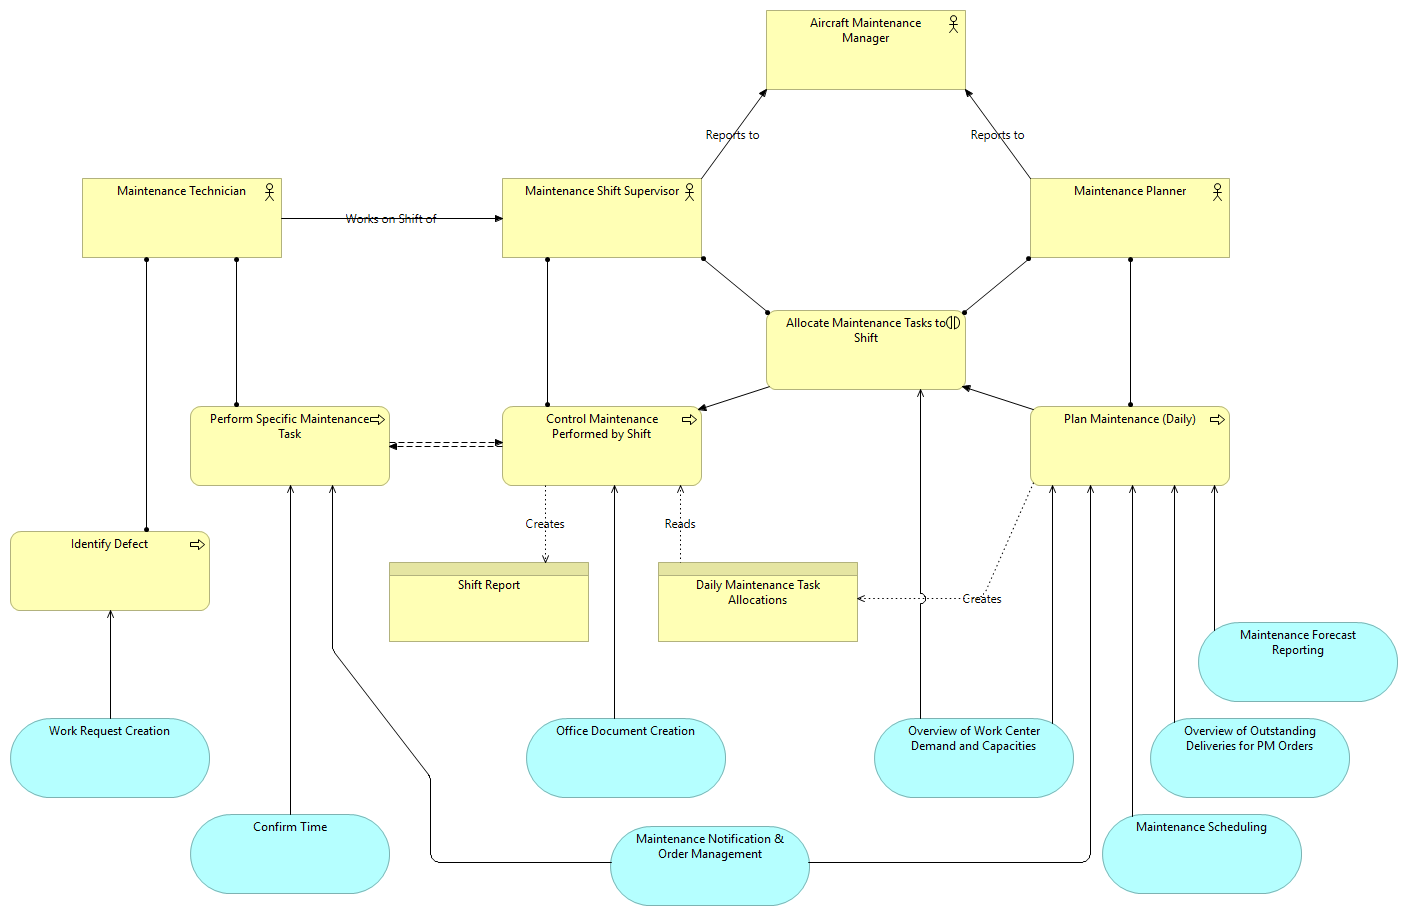 Aircraft Maintenance
Manager
Reports to
Reports to
Maintenance Technician
Maintenance Shift Supervisor
Maintenance Planner
Works on Shift of
Allocate Maintenance Tasks to
Shift
Perform Specific Maintenance
Task
Control Maintenance
Performed by Shift
Plan Maintenance (Daily)
Creates
Reads
Identify Defect
Shift Report
Daily Maintenance Task
Allocations
Creates
Maintenance Forecast
Reporting
Work Request Creation
Office Document Creation
Overview of Work Center
Demand and Capacities
Overview of Outstanding
Deliveries for PM Orders
Confirm Time
Maintenance Notification &
Order Management
Maintenance Scheduling